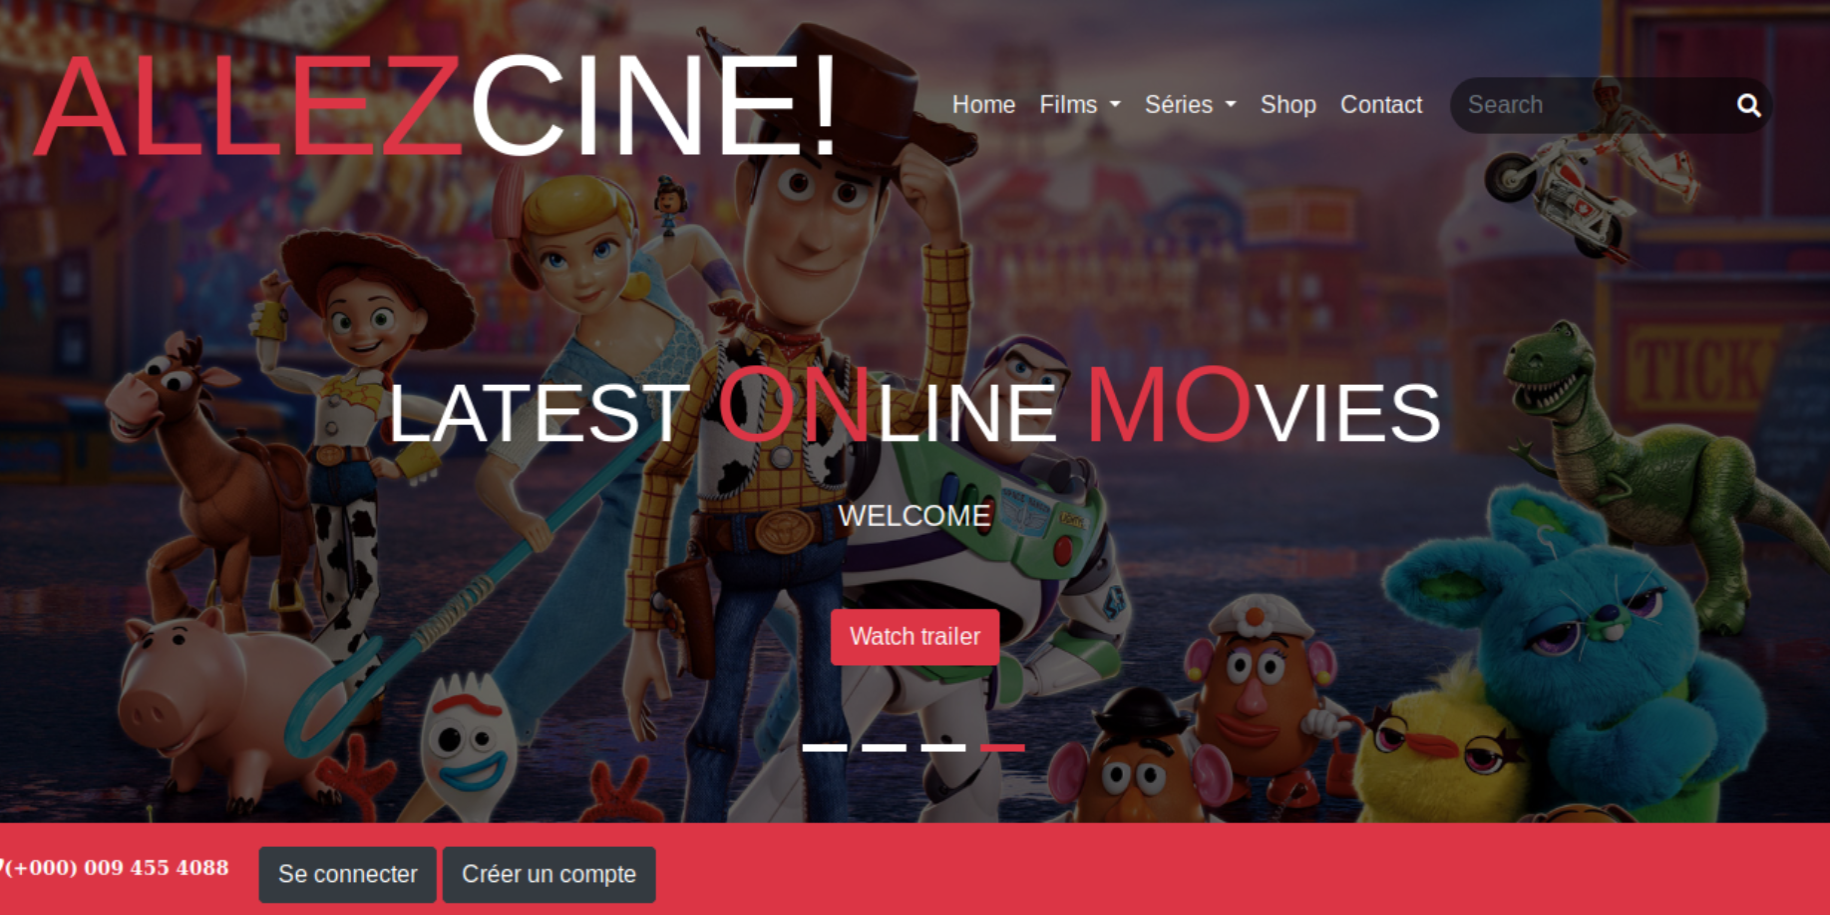 ALLEZCINE!
Home Films Séries Shop Contact Search
LATEST ONLINE MOVIES
WELCOME
Watch trailer
(+000) 009 455 4088 Se connecter Créer un compte